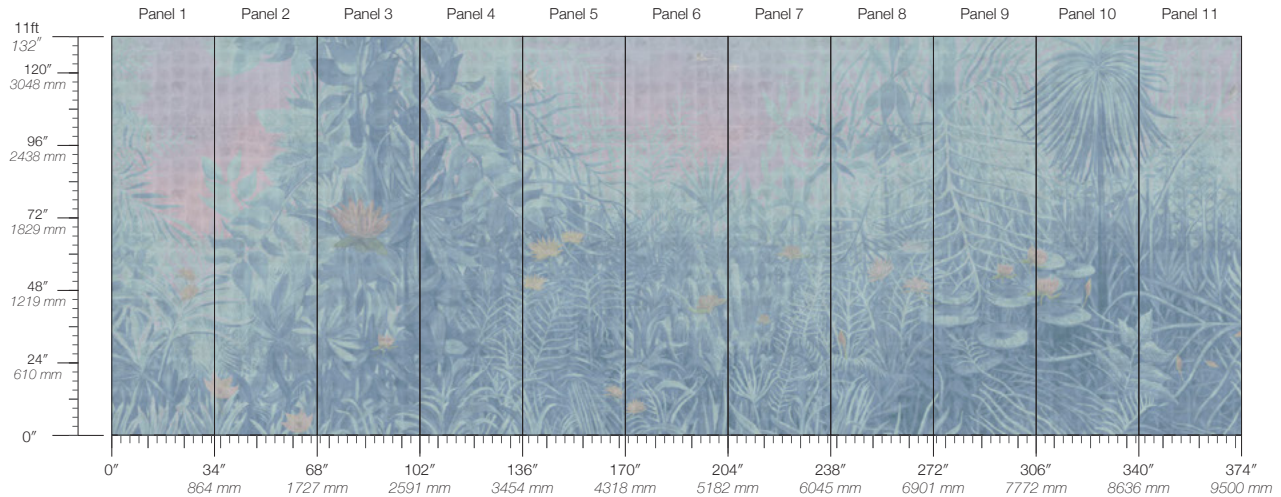 Panel 1 Panel 2 Panel 3 Panel 4 Panel 5 Panel 6 Panel 7 Panel 8 Panel 9 Panel 10 Panel 11
11ft
132″
120″
3048 mm
96″
2438 mm
72″
1829 mm
48″
1219 mm
24″
610 mm
0″
0″ 34″ 68″ 102″ 136″ 170″ 204″ 238″ 272″ 306″ 340″ 374″
864 mm 1727 mm 2591 mm 3454 mm 4318 mm 5182 mm 6045 mm 6901 mm 7772 mm 8636 mm 9500 mm